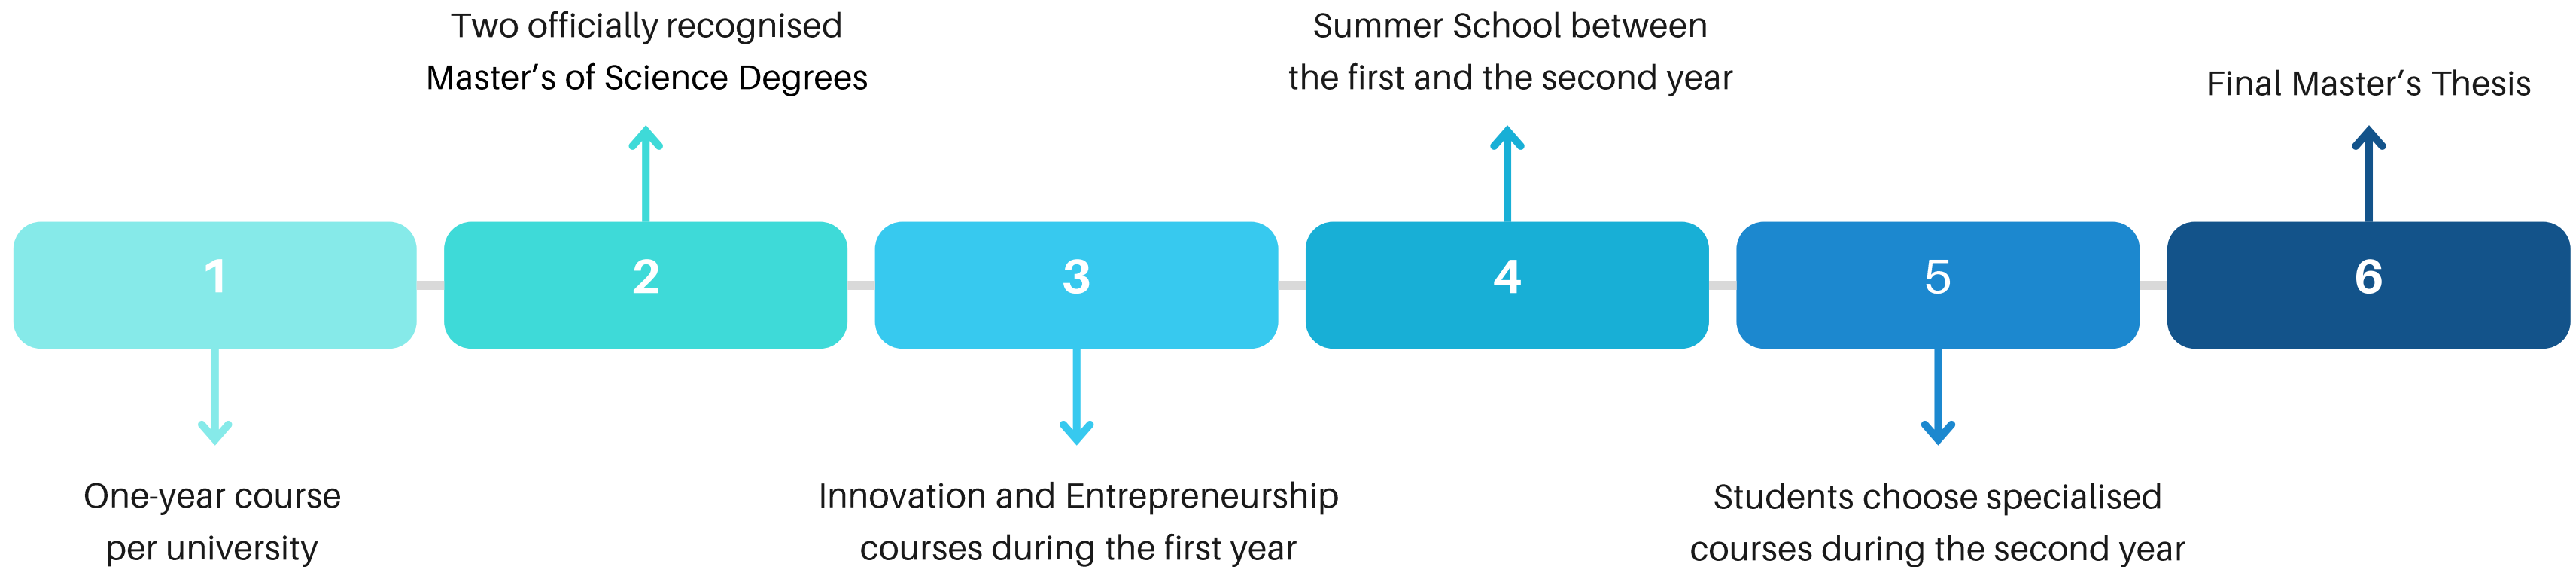 Two officially recognised
Master’s of Science Degrees
Summer School between
the first and the second year
Final Master’s Thesis
1
2
3
4
5
6
One-year course
per university
Innovation and Entrepreneurship
courses during the first year
Students choose specialised
courses during the second year